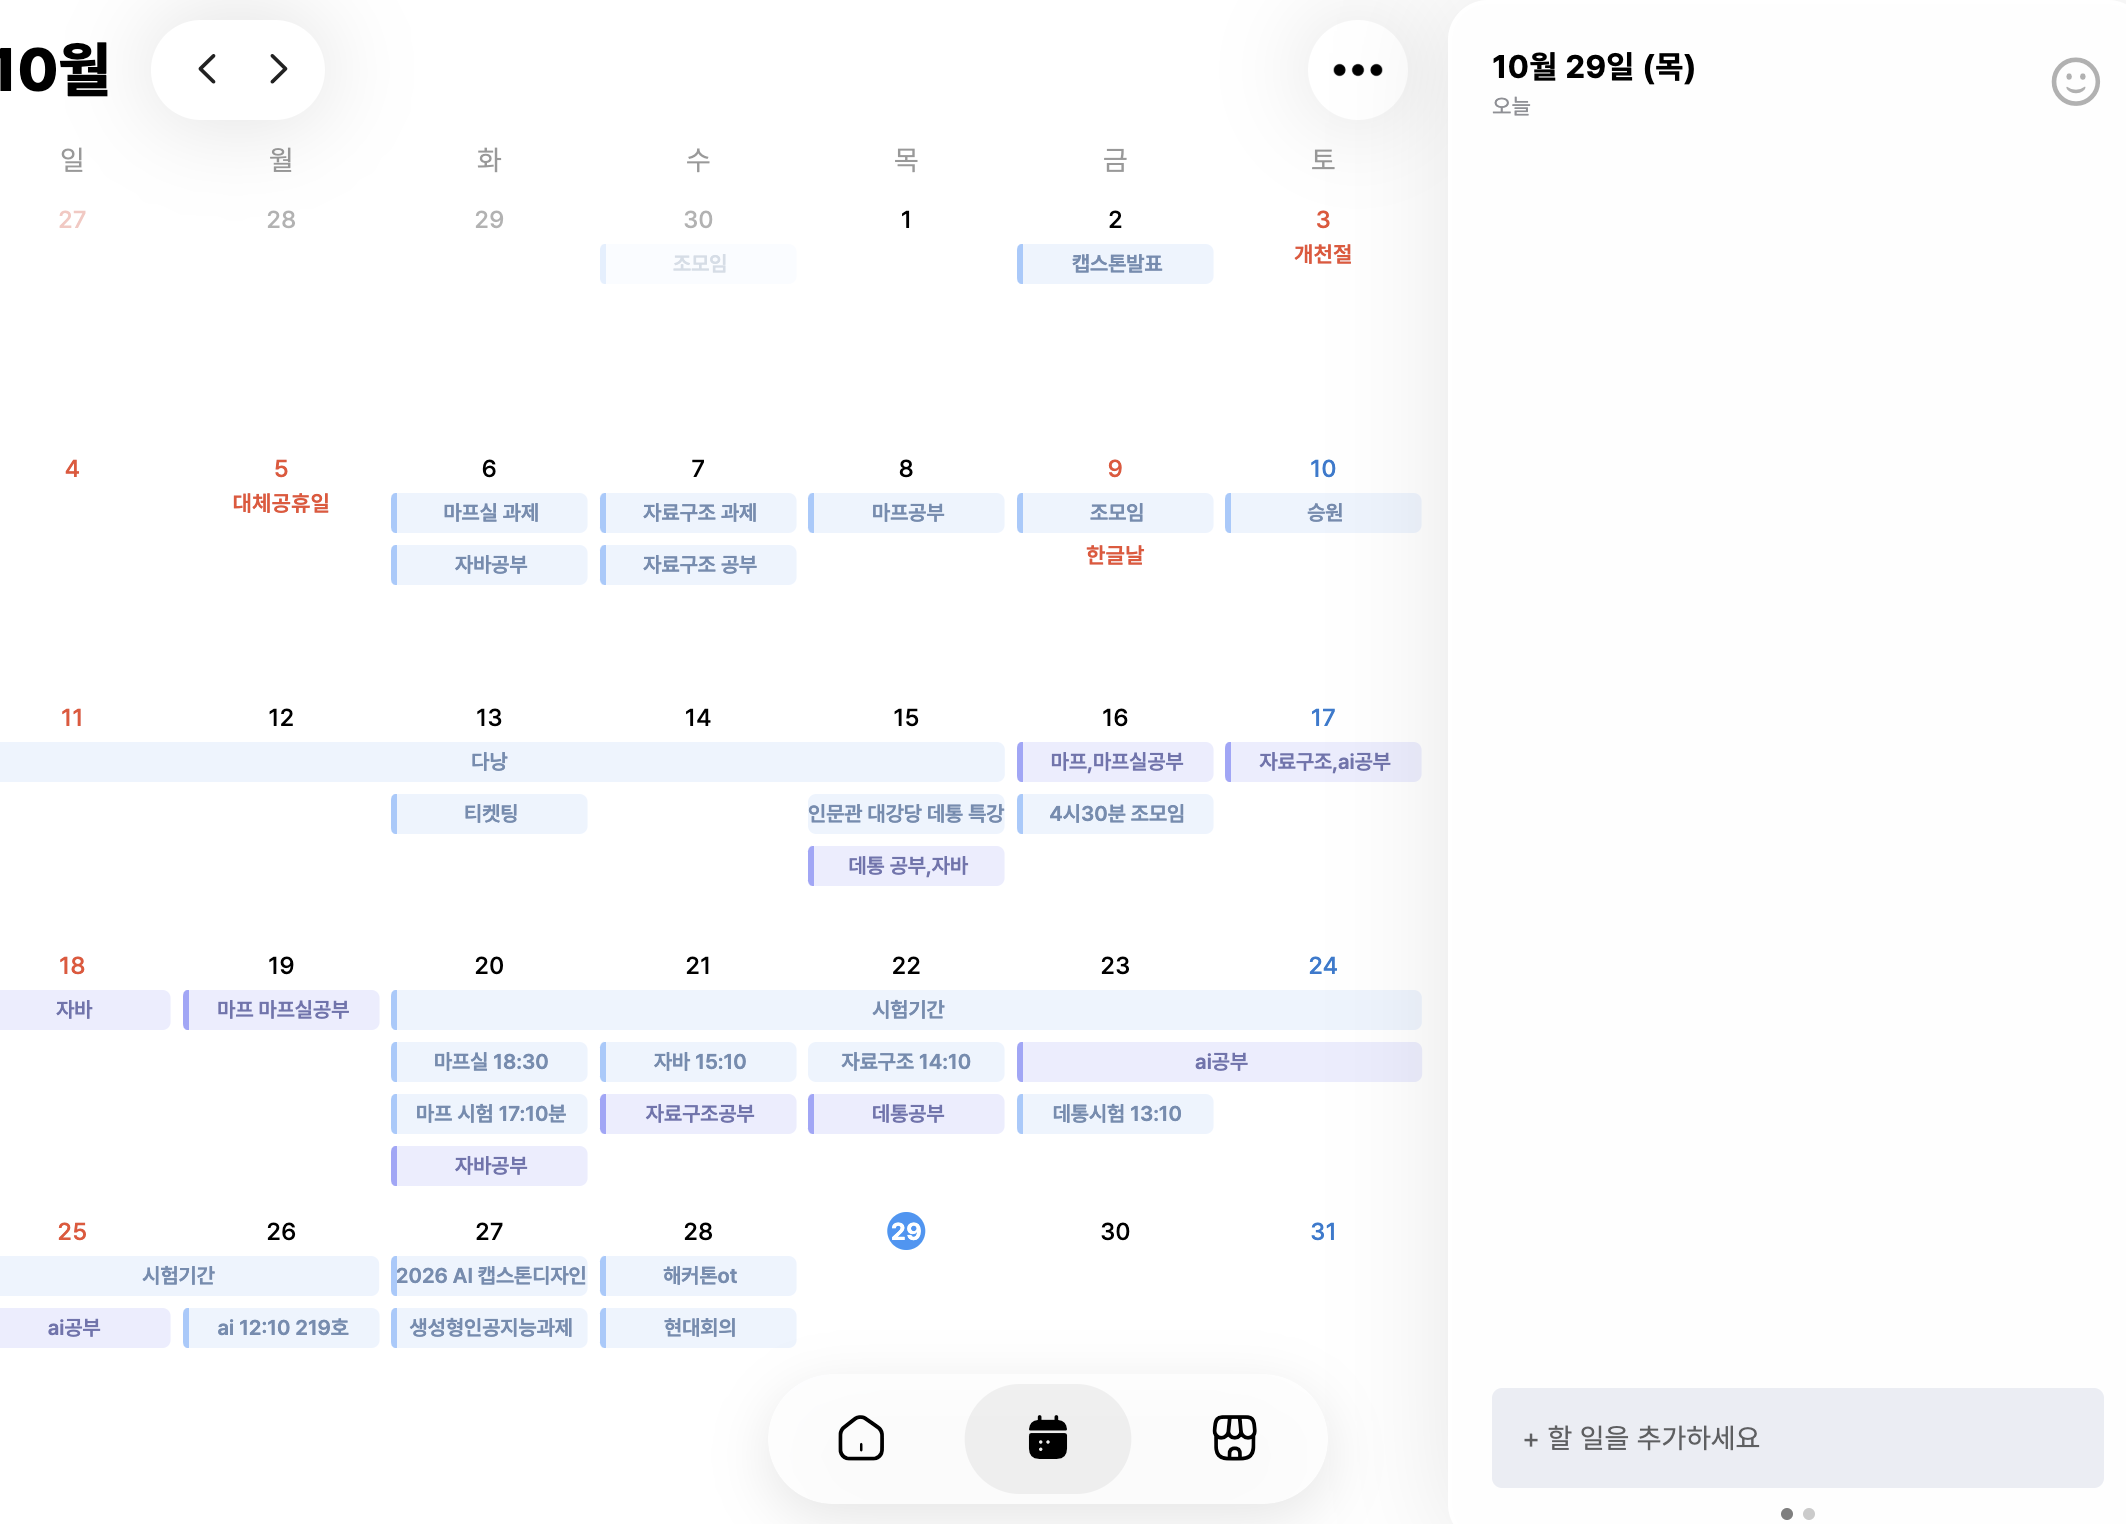 10월
일 월 화 수 목 금 토
27 28 29 30 1 2 3
조모임 캡스톤발표 개천절
4 5 6 7 8 9 10
대체공휴일 마프실 과제 자료구조 과제 마프공부 조모임 승원
자바공부 자료구조 공부 한글날
11 12 13 14 15 16 17
다낭 마프,마프실공부 자료구조,ai공부
티켓팅 인문관 대강당 데통 특강 4시30분 조모임
데통 공부,자바
18 19 20 21 22 23 24
자바 마프 마프실공부 시험기간
마프실 18:30 자바 15:10 자료구조 14:10 ai공부
마프 시험 17:10분 자료구조공부 데통공부 데통시험 13:10
자바공부
25 26 27 28 29 30 31
시험기간 2026 AI 캡스톤디자인 해커톤ot
ai공부 ai 12:10 219호 생성형인공지능과제 현대회의
10월 29일 (목)
오늘
+ 할 일을 추가하세요